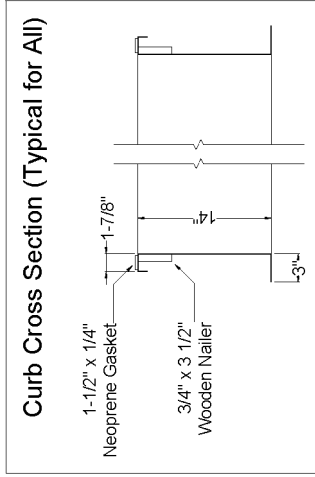 Curb Cross Section (Typical for All)
1-1/2" x 1/4"
Neoprene Gasket
1-7/8"
3/4" x 3 1/2"
Wooden Nailer
14"
3"